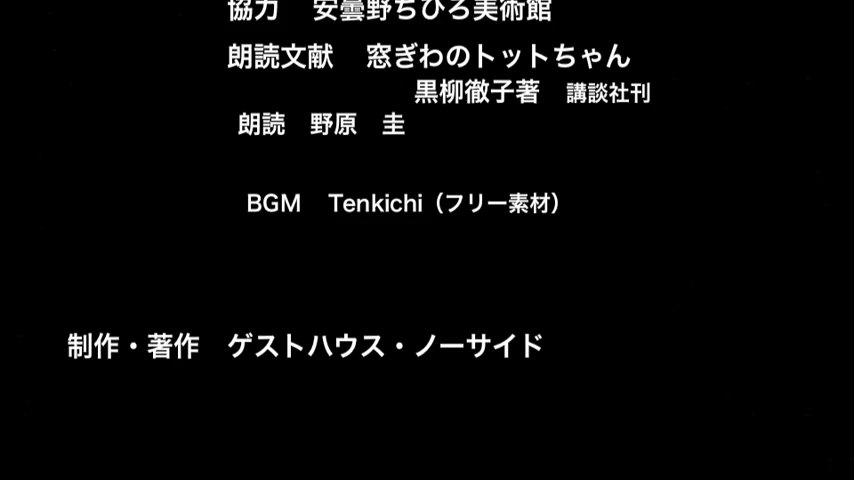 協力　安曇野ちひろ美術館
朗読文献　窓ぎわのトットちゃん
黒柳徹子著　講談社刊
朗読　野原　圭
BGM　Tenkichi（フリー素材）
制作・著作　ゲストハウス・ノーサイド